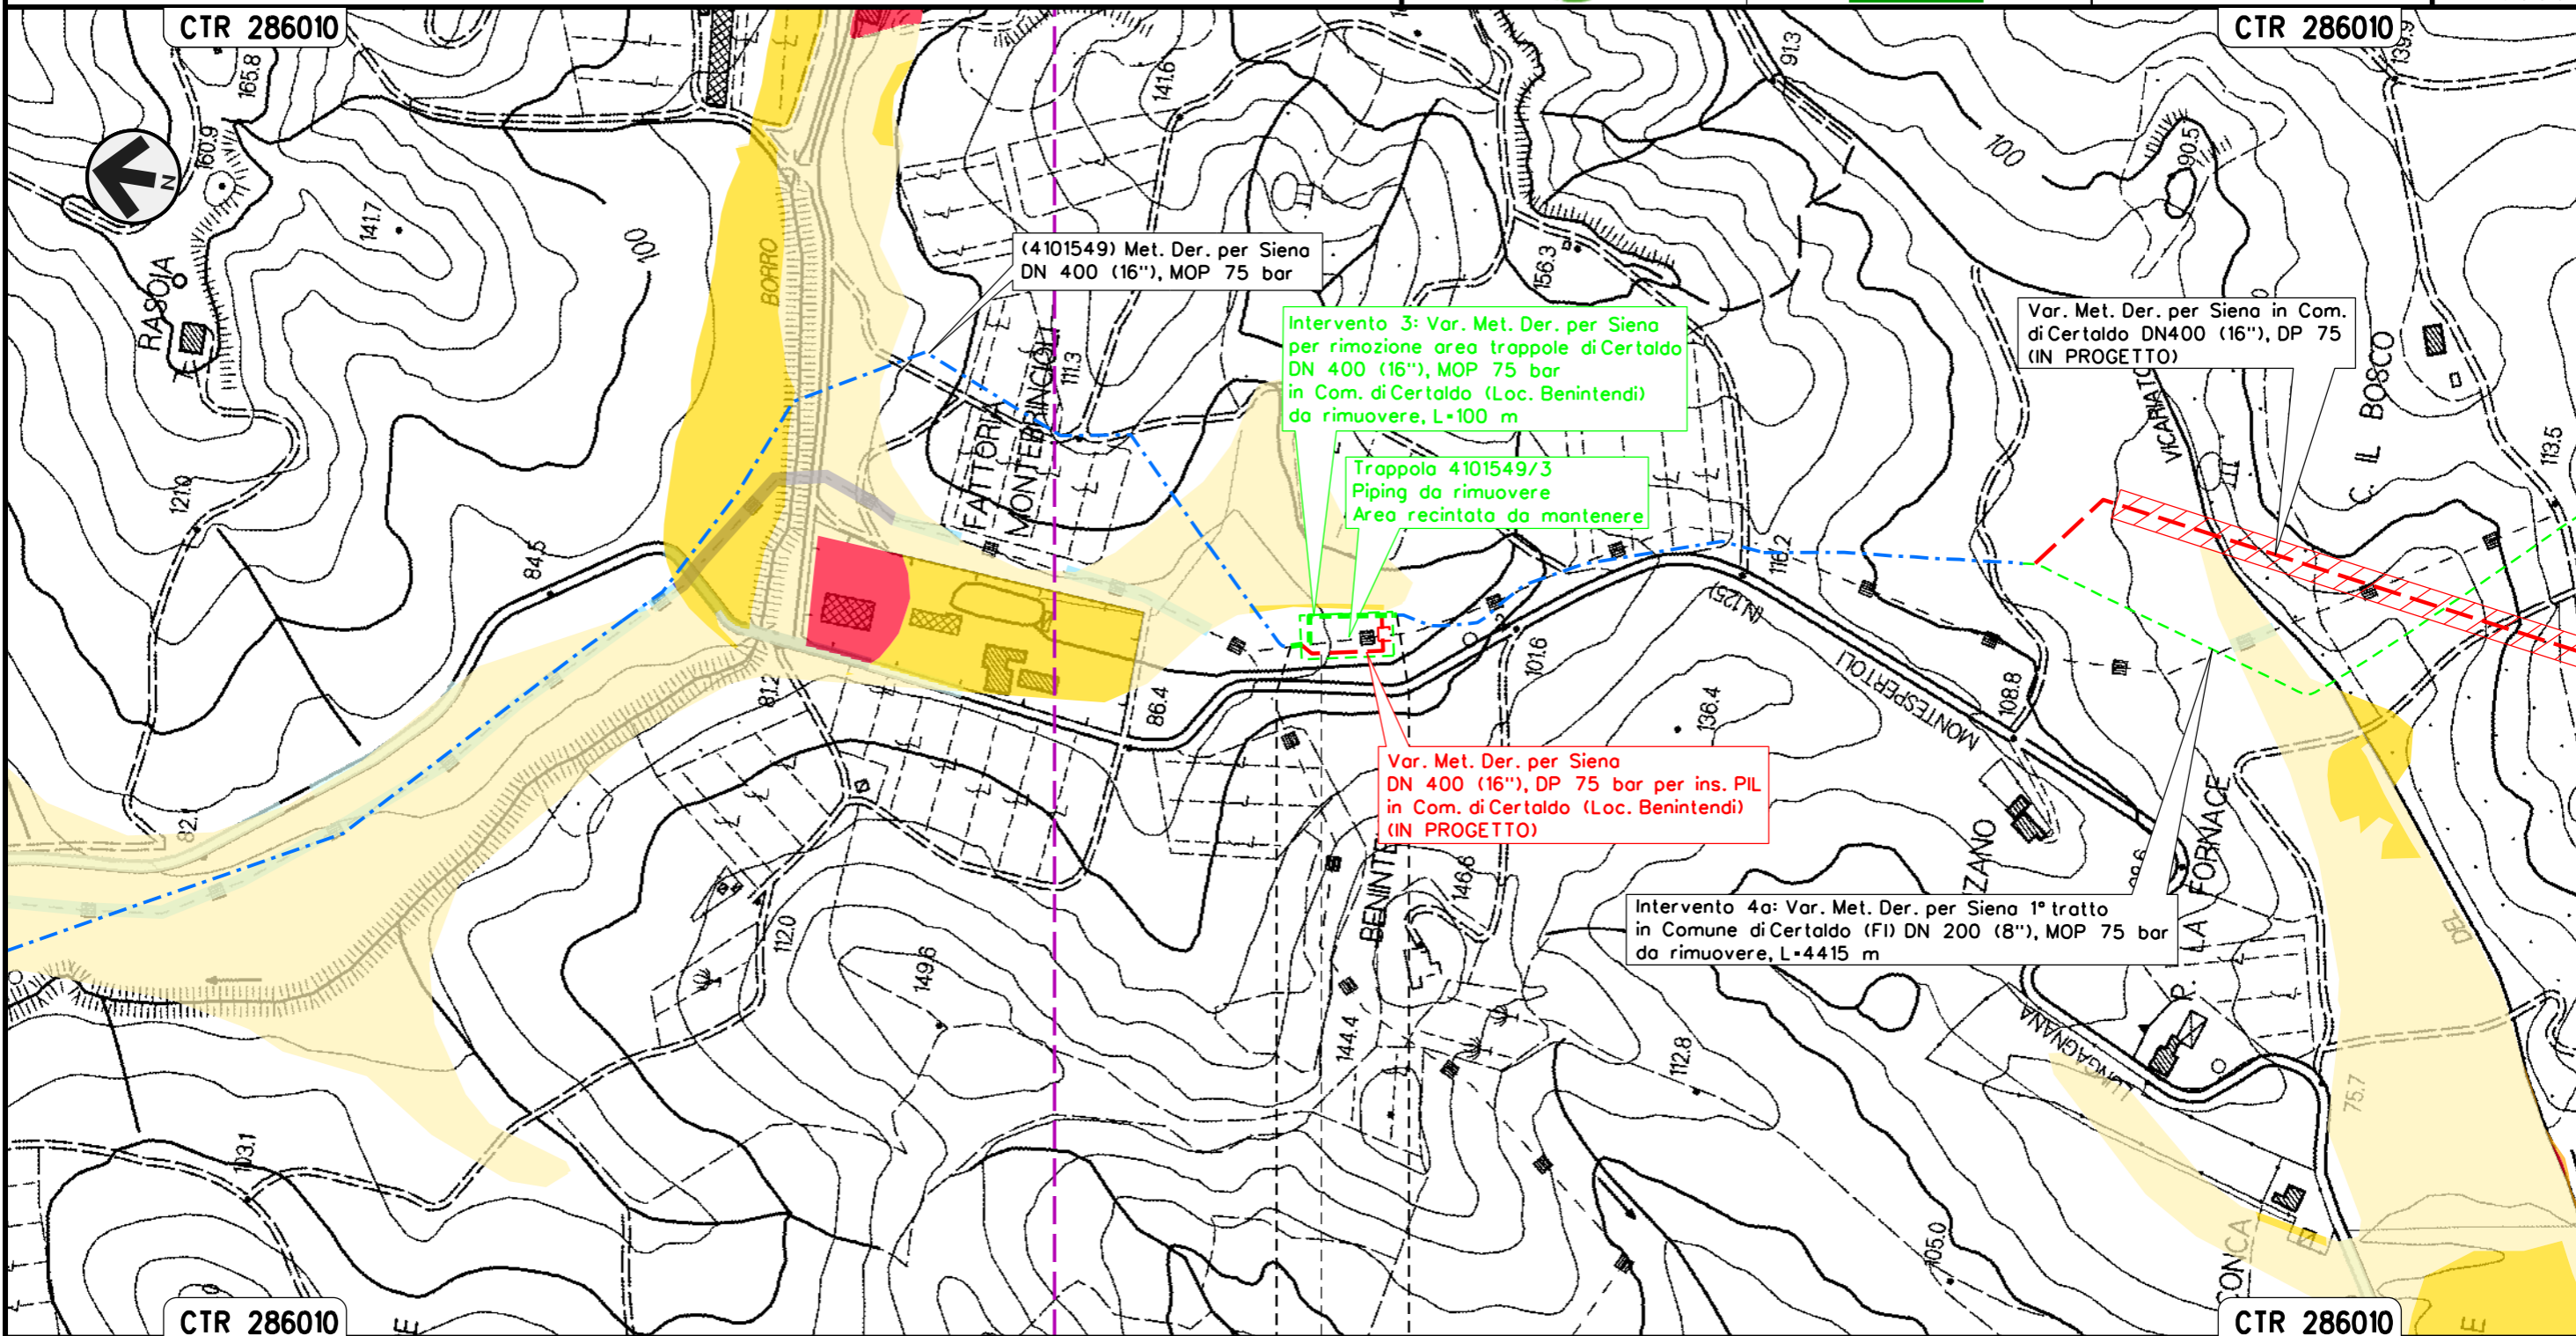 CTR 286010
CTR 286010
165.8
160.9
N
141.7
RASOIA
100
BORRO
141.6
91.3
139.9
100
90.5
(4101549) Met. Der. per Siena
DN 400 (16"), MOP 75 bar
156.3
Intervento 3: Var. Met. Der. per Siena
per rimozione area trappole di Certaldo
DN 400 (16"), MOP 75 bar
in Com. di Certaldo (Loc. Benintendi)
da rimuovere, L=100 m
Var. Met. Der. per Siena in Com.
di Certaldo DN400 (16"), DP 75
(IN PROGETTO)
FATTORIA
111.3
Trappola 4101549/3
Piping da rimuovere
Area recintata da mantenere
VICARIATO
C. IL BOSCO
113.5
121.0
84.5
82.1
81.2
86.4
101.6
116.2
(N.125)
MONTESPERTOLI
108.8
136.4
Var. Met. Der. per Siena
DN 400 (16"), DP 75 bar per ins. PIL
in Com. di Certaldo (Loc. Benintendi)
(IN PROGETTO)
146.6
ZANO
P. LA FORNACE
Intervento 4a: Var. Met. Der. per Siena 1° tratto
in Comune di Certaldo (FI) DN 200 (8"), MOP 75 bar
da rimuovere, L=4415 m
DEL
112.0
149.6
144.4
112.8
LUNGAGNANA
75.7
103.1
105.0
CONCA
CTR 286010
E
CTR 286010
E